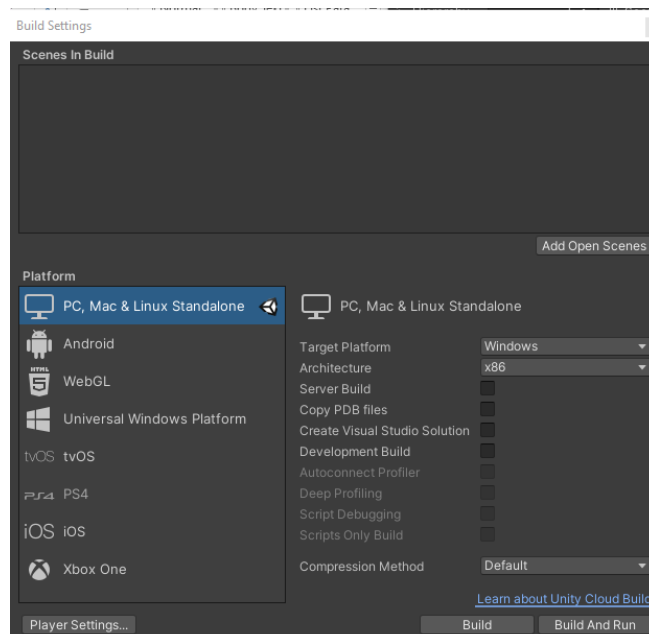 Build Settings
Scenes In Build
Add Open Scenes
Platform
PC, Mac & Linux Standalone
Android
HTML
5
WebGL
Universal Windows Platform
tvOS tvOS
PS4 PS4
iOS iOS
Xbox One
PC, Mac & Linux Standalone
Target Platform Windows
Architecture x86
Server Build
Copy PDB files
Create Visual Studio Solution
Development Build
Autoconnect Profiler
Deep Profiling
Script Debugging
Scripts Only Build
Compression Method Default
Learn about Unity Cloud Build
Player Settings... Build Build And Run